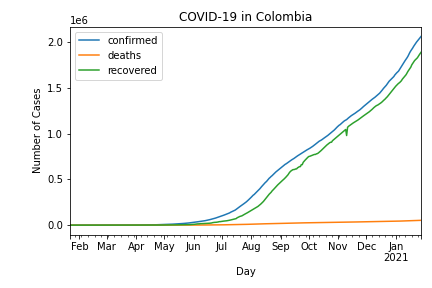 COVID-19 in Colombia
1e6
confirmed
deaths
recovered
2.0
1.5
1.0
0.5
0.0
Number of Cases
Feb Mar Apr May Jun Jul Aug Sep Oct Nov Dec Jan
2021
Day